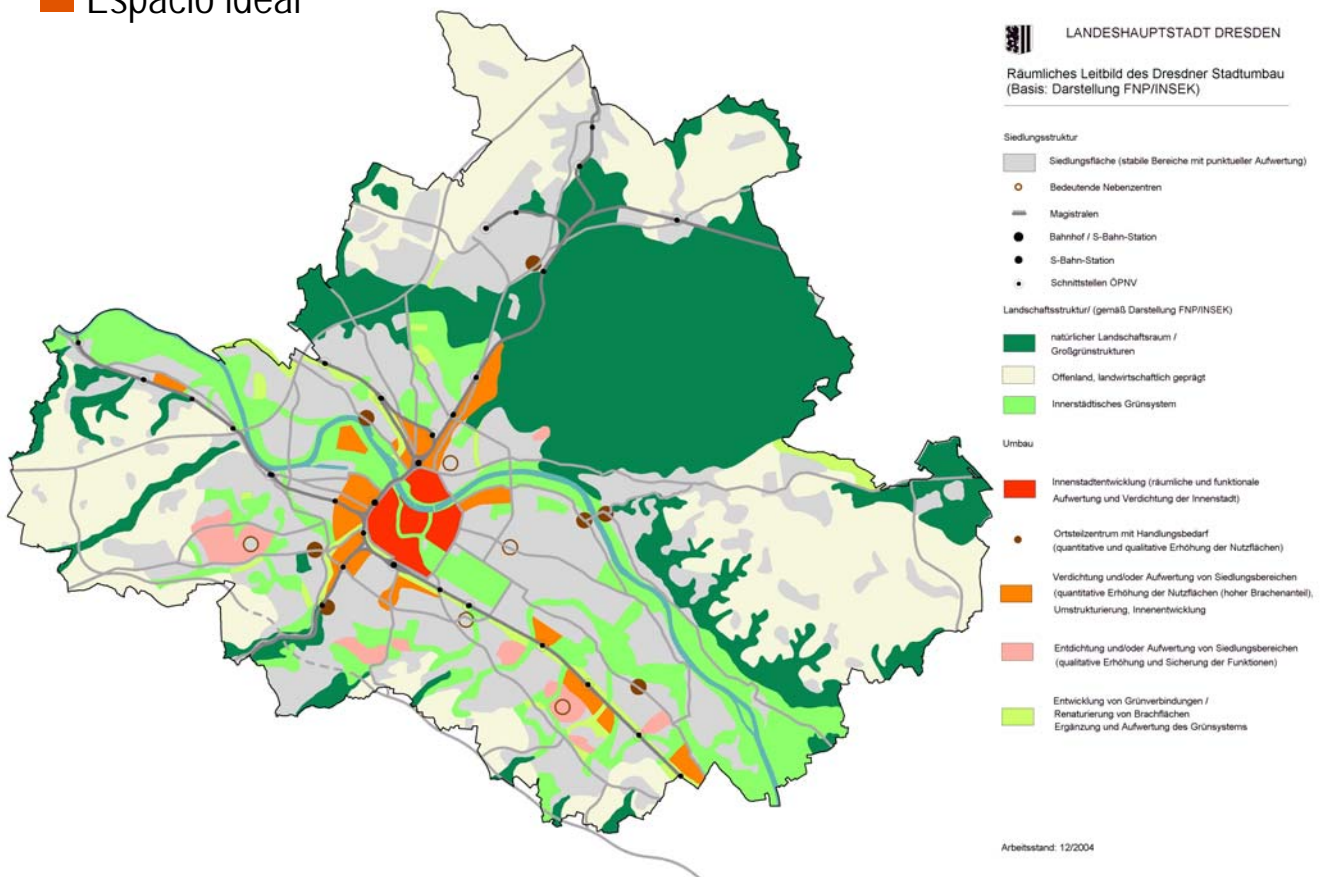 Espacio ideal
LANDESHAUPTSTADT DRESDEN
Räumliches Leitbild des Dresdner Stadtumbau
(Basis: Darstellung FNP/INSEK)
Siedlungsstruktur
Siedlungsfläche (stabile Bereiche mit punktueller Aufwertung)
Bedeutende Nebenzentren
Magistralen
Bahnhof / S-Bahn-Station
S-Bahn-Station
Schnittstellen ÖPNV
Landschaftsstruktur/ (gemäß Darstellung FNP/INSEK)
natürlicher Landschaftsraum /
Großgrünstrukturen
Offenland, landwirtschaftlich geprägt
Innerstädtisches Grünsystem
Umbau
Innenstadtentwicklung (räumliche und funktionale
Aufwertung und Verdichtung der Innenstadt)
Ortsteilzentrum mit Handlungsbedarf
(quantitative und qualitative Erhöhung der Nutzflächen)
Verdichtung und/oder Aufwertung von Siedlungsbereichen
(quantitative Erhöhung der Nutzflächen (hoher Brachenanteil),
Umstrukturierung, Innenentwicklung
Entdichtung und/oder Aufwertung von Siedlungsbereichen
(qualitative Erhöhung und Sicherung der Funktionen)
Entwicklung von Grünverbindungen /
Renaturierung von Brachflächen
Ergänzung und Aufwertung des Grünsystems
Arbeitsstand: 12/2004